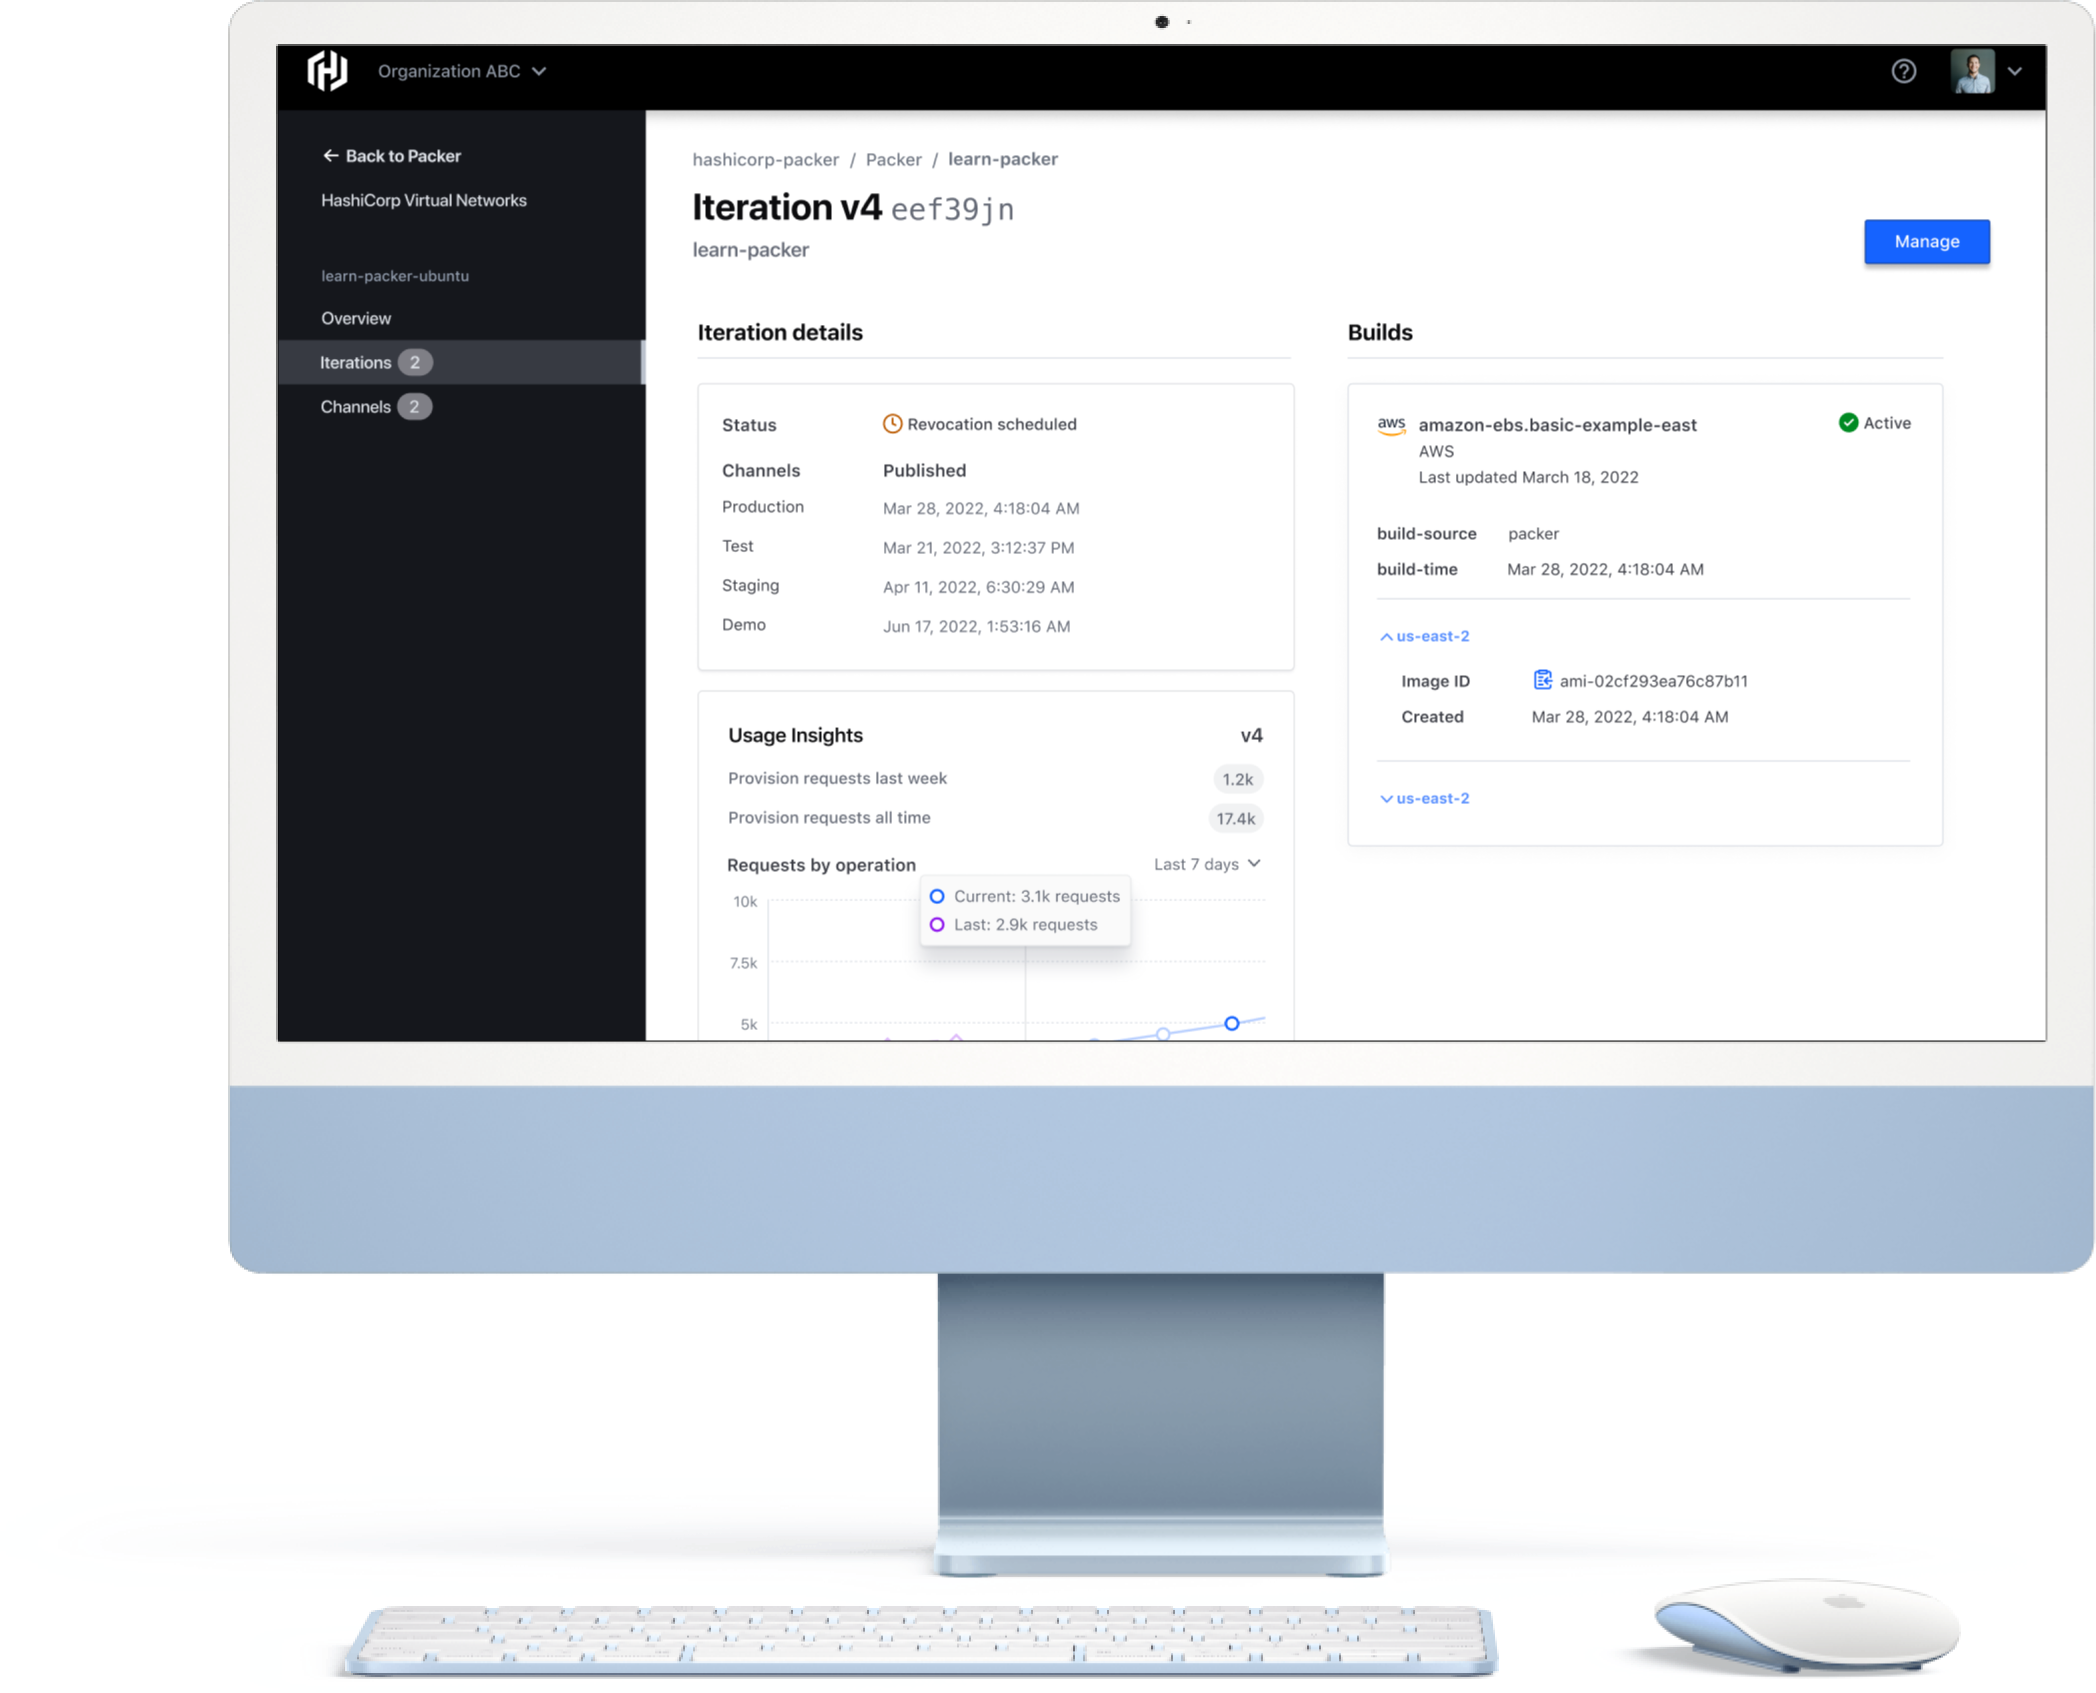 Organization ABC
Back to Packer
HashiCorp Virtual Networks
learn-packer-ubuntu
Overview
Iterations 2
Channels 2
hashicorp-packer / Packer / learn-packer
Iteration v4 eef39jn
learn-packer
Manage
Iteration details
Status Revocation scheduled
Channels Published
Production Mar 28, 2022, 4:18:04 AM
Test Mar 21, 2022, 3:12:37 PM
Staging Apr 11, 2022, 6:30:29 AM
Demo Jun 17, 2022, 1:53:16 AM
Usage Insights v4
Provision requests last week 1.2k
Provision requests all time 17.4k
Requests by operation Last 7 days
Current: 3.1k requests
Last: 2.9k requests
10k
7.5k
5k
Builds
aws amazon-ebs.basic-example-east Active
AWS
Last updated March 18, 2022
build-source packer
build-time Mar 28, 2022, 4:18:04 AM
us-east-2
Image ID ami-02cf293ea76c87b11
Created Mar 28, 2022, 4:18:04 AM
us-east-2